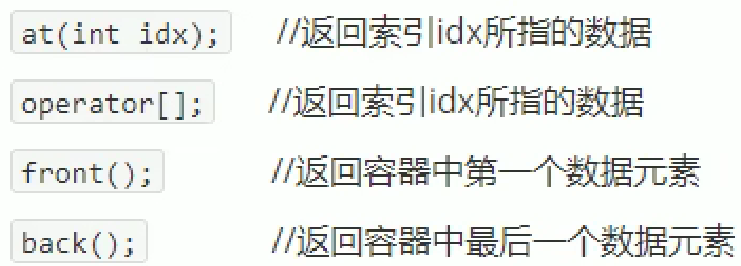 at(int idx); //返回索引idx所指的数据
operator[]; //返回索引idx所指的数据
front(); //返回容器中第一个数据元素
back(); //返回容器中最后一个数据元素